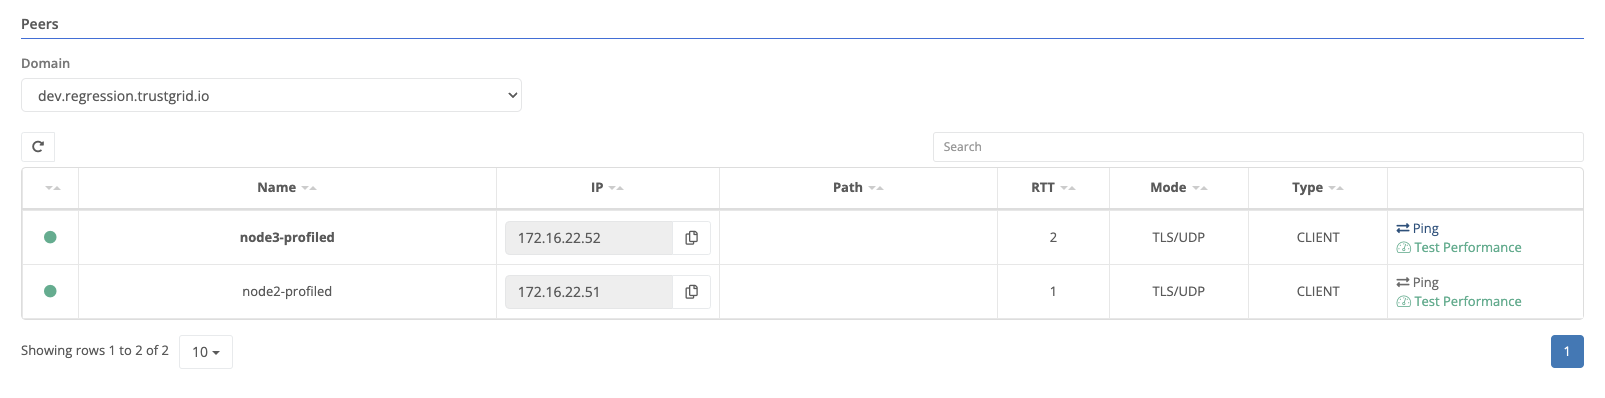 Peers
Domain
dev.regression.trustgrid.io
Search
Name IP Path RTT Mode Type
node3-profiled 172.16.22.52 2 TLS/UDP CLIENT Ping
Test Performance
node2-profiled 172.16.22.51 1 TLS/UDP CLIENT Ping
Test Performance
Showing rows 1 to 2 of 2 10 1